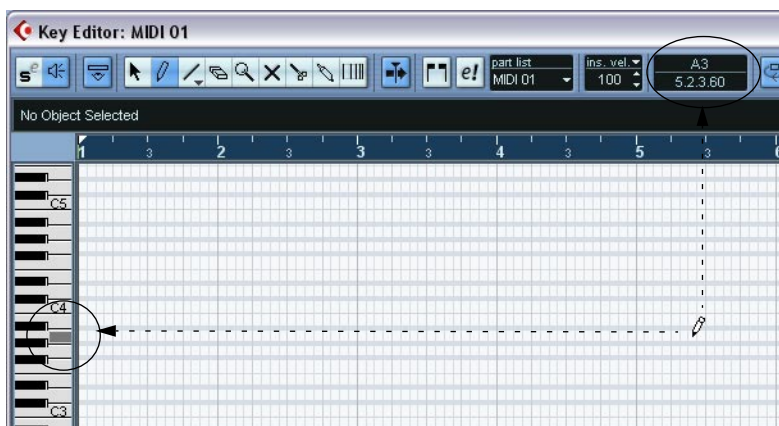 Key Editor: MIDI 01
part list
MIDI 01
ins. vel.
100
A3
5.2.3.60
No Object Selected
1 3 2 3 3 3 4 3 5 3
C5
C4
C3